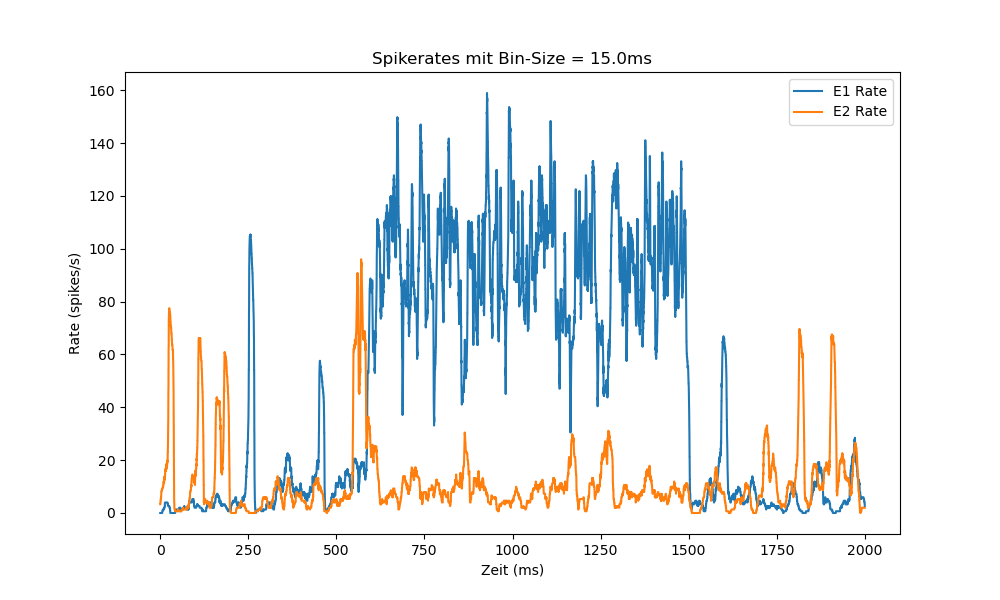 Spikerates mit Bin-Size = 15.0ms
E1 Rate
E2 Rate
Rate (spikes/s)
160
140
120
100
80
60
40
20
0
0 250 500 750 1000 1250 1500 1750 2000
Zeit (ms)